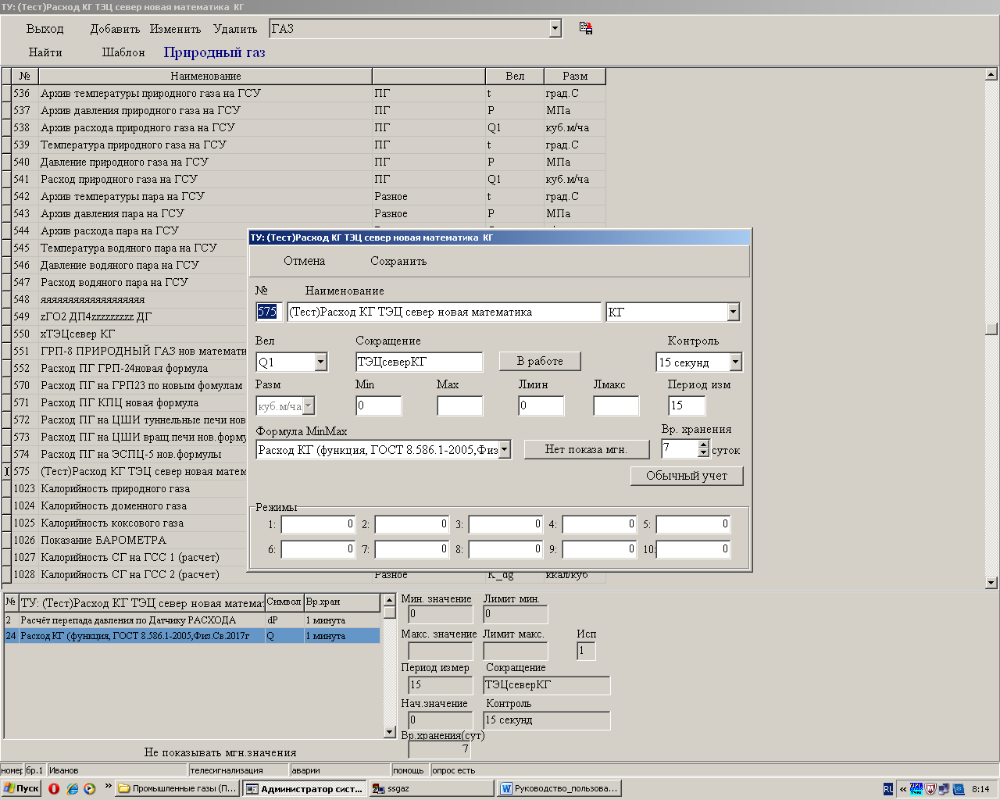 ТУ: (Тест)Расход КГ ТЭЦ север новая математика КГ
Выход Добавить Изменить Удалить ГАЗ
Найти Шаблон Природный газ
№ Наименование Вел Разм
536 Архив температуры природного газа на ГСУ ПГ t град.С
537 Архив давления природного газа на ГСУ ПГ P МПа
538 Архив расхода природного газа на ГСУ ПГ Q1 куб.м/ча
539 Температура природного газа на ГСУ ПГ t град.С
540 Давление природного газа на ГСУ ПГ P МПа
541 Расход природного газа на ГСУ ПГ Q1 куб.м/ча
542 Архив температуры пара на ГСУ Разное t град.С
543 Архив давления пара на ГСУ Разное P МПа
544 Архив расхода пара на ГСУ
545 Температура водяного пара на ГСУ
546 Давление водяного пара на ГСУ
547 Расход водяного пара на ГСУ
548 яяяяяяяяяяяяяяяяяяя
549 zГО2 ДП4zzzzzzzzz ДГ
550 xТЭЦсевер КГ
551 ГРП-8 ПРИРОДНЫЙ ГАЗ нов математи
552 Расход ПГ ГРП-24новая формула
570 Расход ПГ на ГРП23 по новым фомулам
571 Расход ПГ КПЦ новая формула
572 Расход ПГ на ЦШИ туннельные печи нов
573 Расход ПГ на ЦШИ вращ.печи нов.форму
574 Расход ПГ на ЭСПЦ-5 нов.формулы
575 (Тест)Расход КГ ТЭЦ север новая матем
1023 Калорийность природного газа
1024 Калорийность доменного газа
1025 Калорийность коксового газа
1026 Показание БАРОМЕТРА
1027 Калорийность СГ на ГСС 1 (расчет)
1028 Калорийность СГ на ГСС 2 (расчет) Разное K_dg ккал/куб
ТУ: (Тест)Расход КГ ТЭЦ север новая математика КГ
Отмена Сохранить
№ Наименование
575 (Тест)Расход КГ ТЭЦ север новая математика КГ
Вел Сокращение Контроль
Q1 ТЭЦсеверКГ В работе 15 секунд
Разм Min Max Лмин Лмакс Период изм
куб.м/ча 0 0 15
Формула MinMax Вр. хранения
Расход КГ (функция, ГОСТ 8.586.1-2005,Физ Нет показа мгн. 7 суток
Обычный учет
Режимы
1: 0 2: 0 3: 0 4: 0 5: 0
6: 0 7: 0 8: 0 9: 0 10: 0
№ ТУ: (Тест)Расход КГ ТЭЦ север новая матема Символ Вр.хран
2 Расчёт перепада давления по Датчику РАСХОДА dP 1 минута
24 Расход КГ (функция, ГОСТ 8.586.1-2005,Физ.Св.2017г Q 1 минута
Мин. значение Лимит мин.
0 0
Макс. значение Лимит макс. Исп
1
Период измер Сокращение
15 ТЭЦсеверКГ
Нач.значение Контроль
0 15 секунд
Вр.хранения(сут)
7
Не показывать мгн.значения
номер бр.1 Иванов телесигнализация аварии помощь опрос есть
Пуск » Промышленные газы (П... Администратор сист... ssgaz Руководство_пользова... RU « 8:14